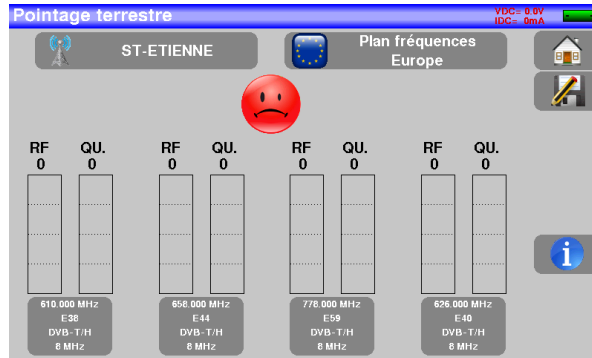 Pointage terrestre
VDC= 0.0V
IDC= 0mA
ST-ETIENNE
Plan fréquences
Europe
RF QU. RF QU. RF QU. RF QU.
0 0 0 0 0 0 0 0
610.000 MHz
E38
DVB-T/H
8 MHz
658.000 MHz
E44
DVB-T/H
8 MHz
778.000 MHz
E59
DVB-T/H
8 MHz
626.000 MHz
E40
DVB-T/H
8 MHz
i